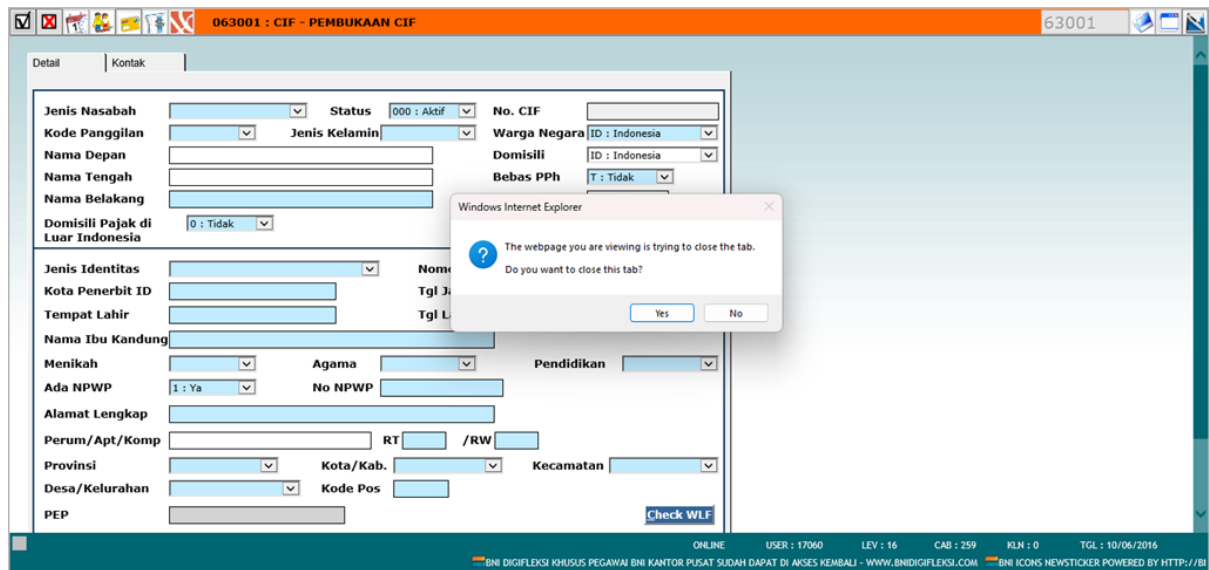 063001 : CIF - PEMBUKAAN CIF
63001
Detail
Kontak
Jenis Nasabah
Status
000 : Aktif
No. CIF
Kode Panggilan
Jenis Kelamin
Warga Negara
ID : Indonesia
Nama Depan
Domisili
ID : Indonesia
Nama Tengah
Bebas PPh
T : Tidak
Nama Belakang
Domisili Pajak di
Luar Indonesia
0 : Tidak
Windows Internet Explorer
The webpage you are viewing is trying to close the tab.
Do you want to close this tab?
Yes
No
Jenis Identitas
Kota Penerbit ID
Tgl
Tempat Lahir
Tgl
Nama Ibu Kandung
Menikah
Agama
Pendidikan
Ada NPWP
1 : Ya
No NPWP
Alamat Lengkap
Perum/Apt/Komp
RT
/RW
Provinsi
Kota/Kab.
Kecamatan
Desa/Kelurahan
Kode Pos
PEP
Check WLF
ONLINE
USER : 17060
LEV : 16
CAB : 259
KLN : 0
TGL : 10/06/2016
BNI DIGIFLEKSI KHUSUS PEGAWAI BNI KANTOR PUSAT SUDAH DAPAT DI AKSES KEMBALI - WWW.BNIDIGIFLEKSI.COM
BNI ICONS NEWSTICKER POWERED BY HTTP://BI